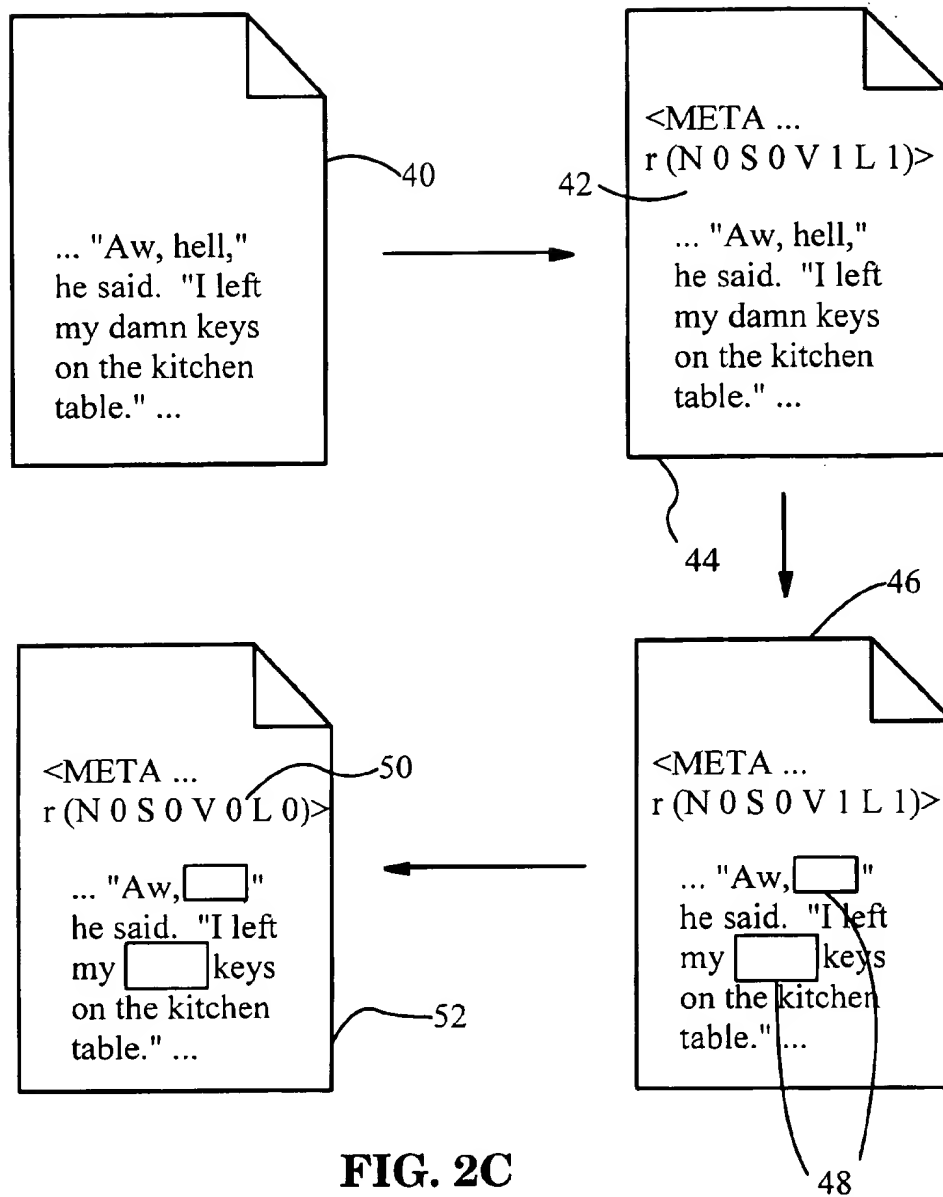 ... "Aw, hell,"
he said. "I left
my damn keys
on the kitchen
table." ...
40
<META ...
r (N 0 S 0 V 1 L 1)>
42
... "Aw, hell,"
he said. "I left
my damn keys
on the kitchen
table." ...
44
46
<META ...
r (N 0 S 0 V 0 L 0)>
50
... "Aw, "
he said. "I left
my keys
on the kitchen
table." ...
52
<META ...
r (N 0 S 0 V 1 L 1)>
... "Aw, "
he said. "I left
my keys
on the kitchen
table." ...
48
FIG. 2C